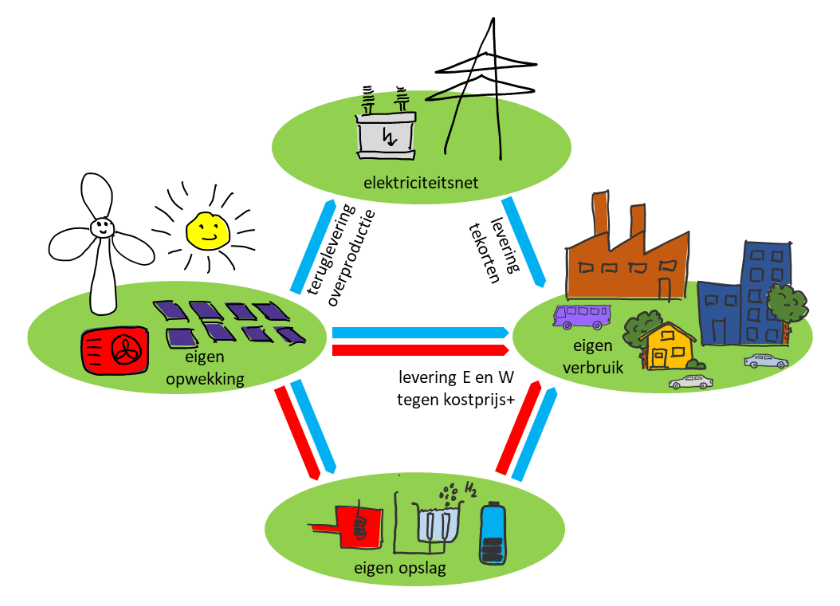 elektriciteitsnet
teruglevering
overproductie
levering
tekorten
eigen
opwekking
eigen
verbruik
levering E en W
tegen kostprijs+
H2
eigen opslag